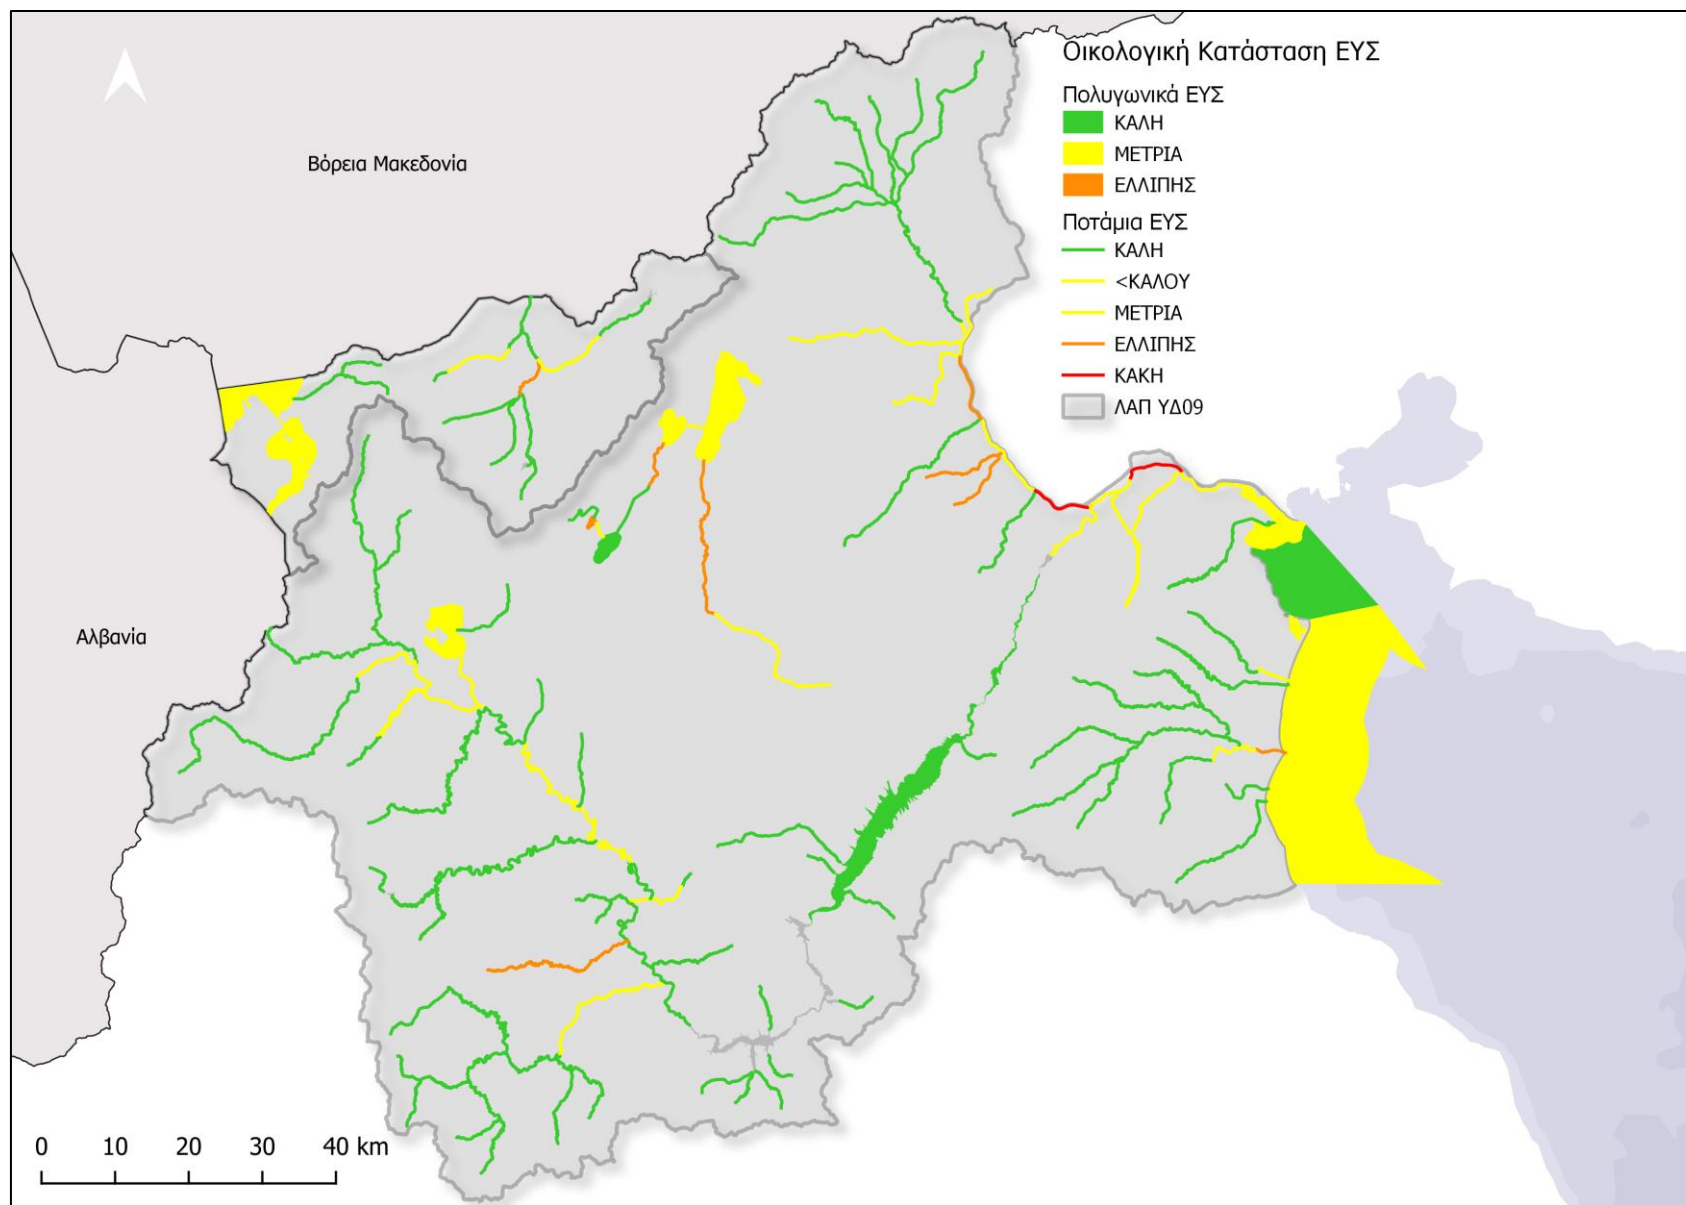 Οικολογική Κατάσταση ΕΥΣ
Πολυγωνικά ΕΥΣ
ΚΑΛΗ
ΜΕΤΡΙΑ
ΕΛΛΙΠΗΣ
Ποτάμια ΕΥΣ
ΚΑΛΗ
<ΚΑΛΟΥ
ΜΕΤΡΙΑ
ΕΛΛΙΠΗΣ
ΚΑΚΗ
ΛΑΠ ΥΔ09
Βόρεια Μακεδονία
Αλβανία
0 10 20 30 40 km